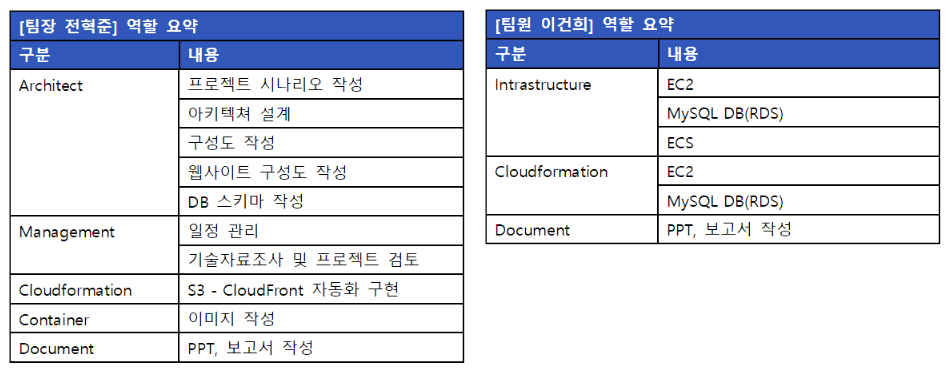 [팀장 전혁준] 역할 요약
구분 내용
Architect 프로젝트 시나리오 작성
아키텍쳐 설계
구성도 작성
웹사이트 구성도 작성
DB 스키마 작성
Management 일정 관리
기술자료조사 및 프로젝트 검토
Cloudformation S3 - CloudFront 자동화 구현
Container 이미지 작성
Document PPT, 보고서 작성
[팀원 이건희] 역할 요약
구분 내용
Intrastructure EC2
MySQL DB(RDS)
ECS
Cloudformation EC2
MySQL DB(RDS)
Document PPT, 보고서 작성